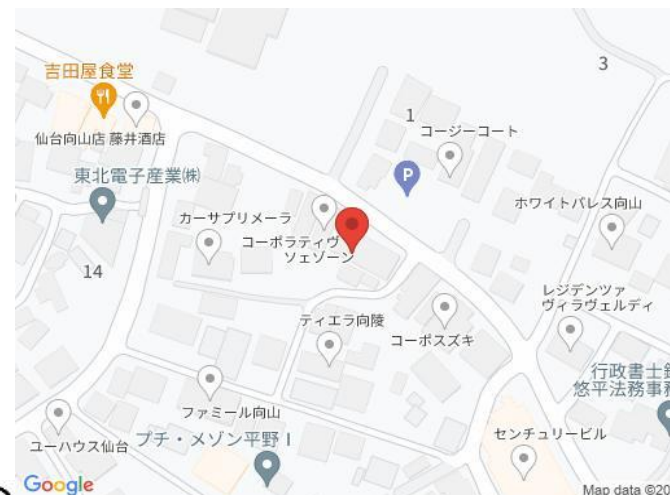 吉田屋食堂
仙台向山店
藤井酒店
東北電子産業㈱
14
1
3
コージーコート
P
ホワイトパレス向山
カーサプリメーラ
コーポラティヴ
ソェゾーン
レジデンツァ
ヴィラヴェルディ
ティエラ向陵
コーポスズキ
行政書士
悠平法務事務
ファミール向山
ユーハウス仙台
プチ・メゾン平野Ⅰ
センチュリービル
Google
Map data ©20